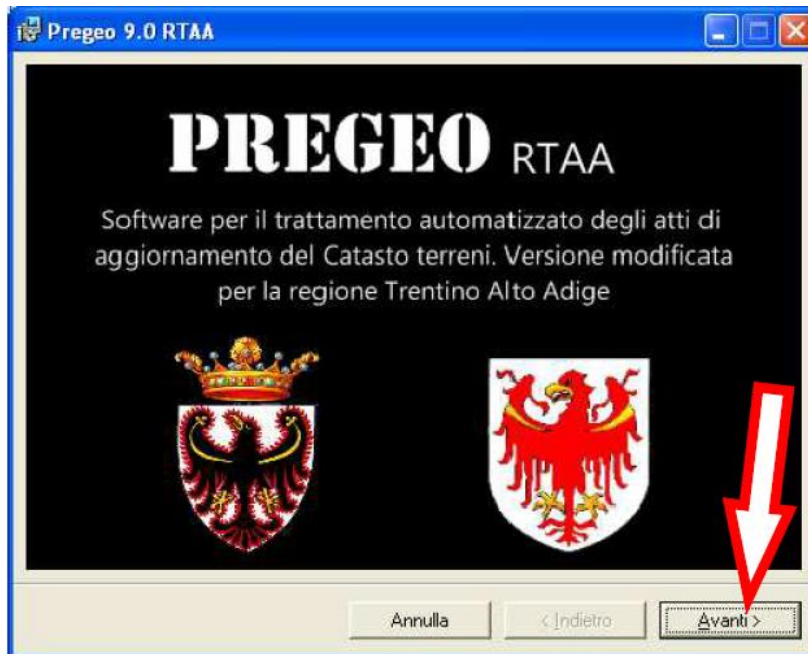 Pregeo 9.0 RTAA
PREGEO RTAA
Software per il trattamento automatizzato degli atti di
aggiornamento del Catasto terreni. Versione modificata
per la regione Trentino Alto Adige
Annulla < Indietro Avanti >